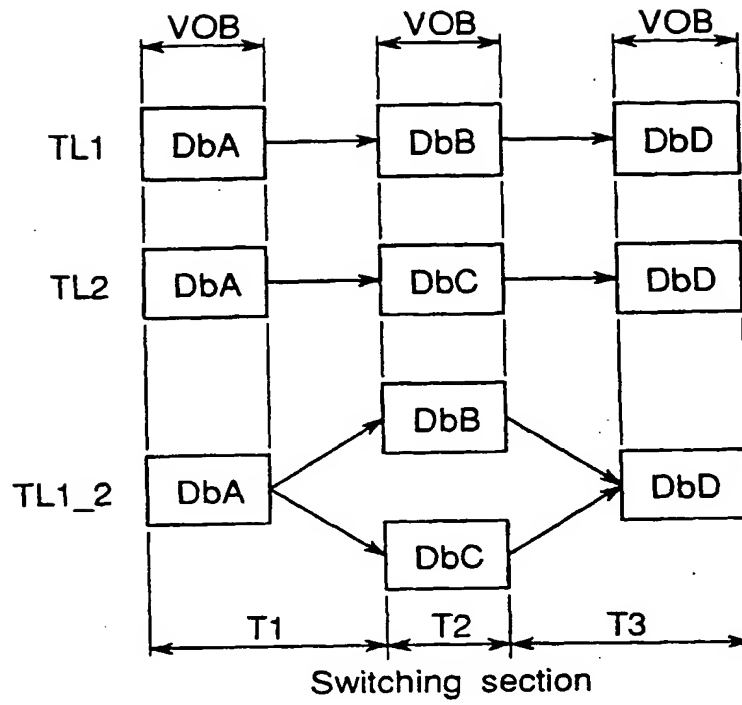 VOB VOB VOB
TL1 DbA DbB DbD
TL2 DbA DbC DbD
DbB
TL1_2 DbA DbD
DbC
T1 T2 T3
Switching section